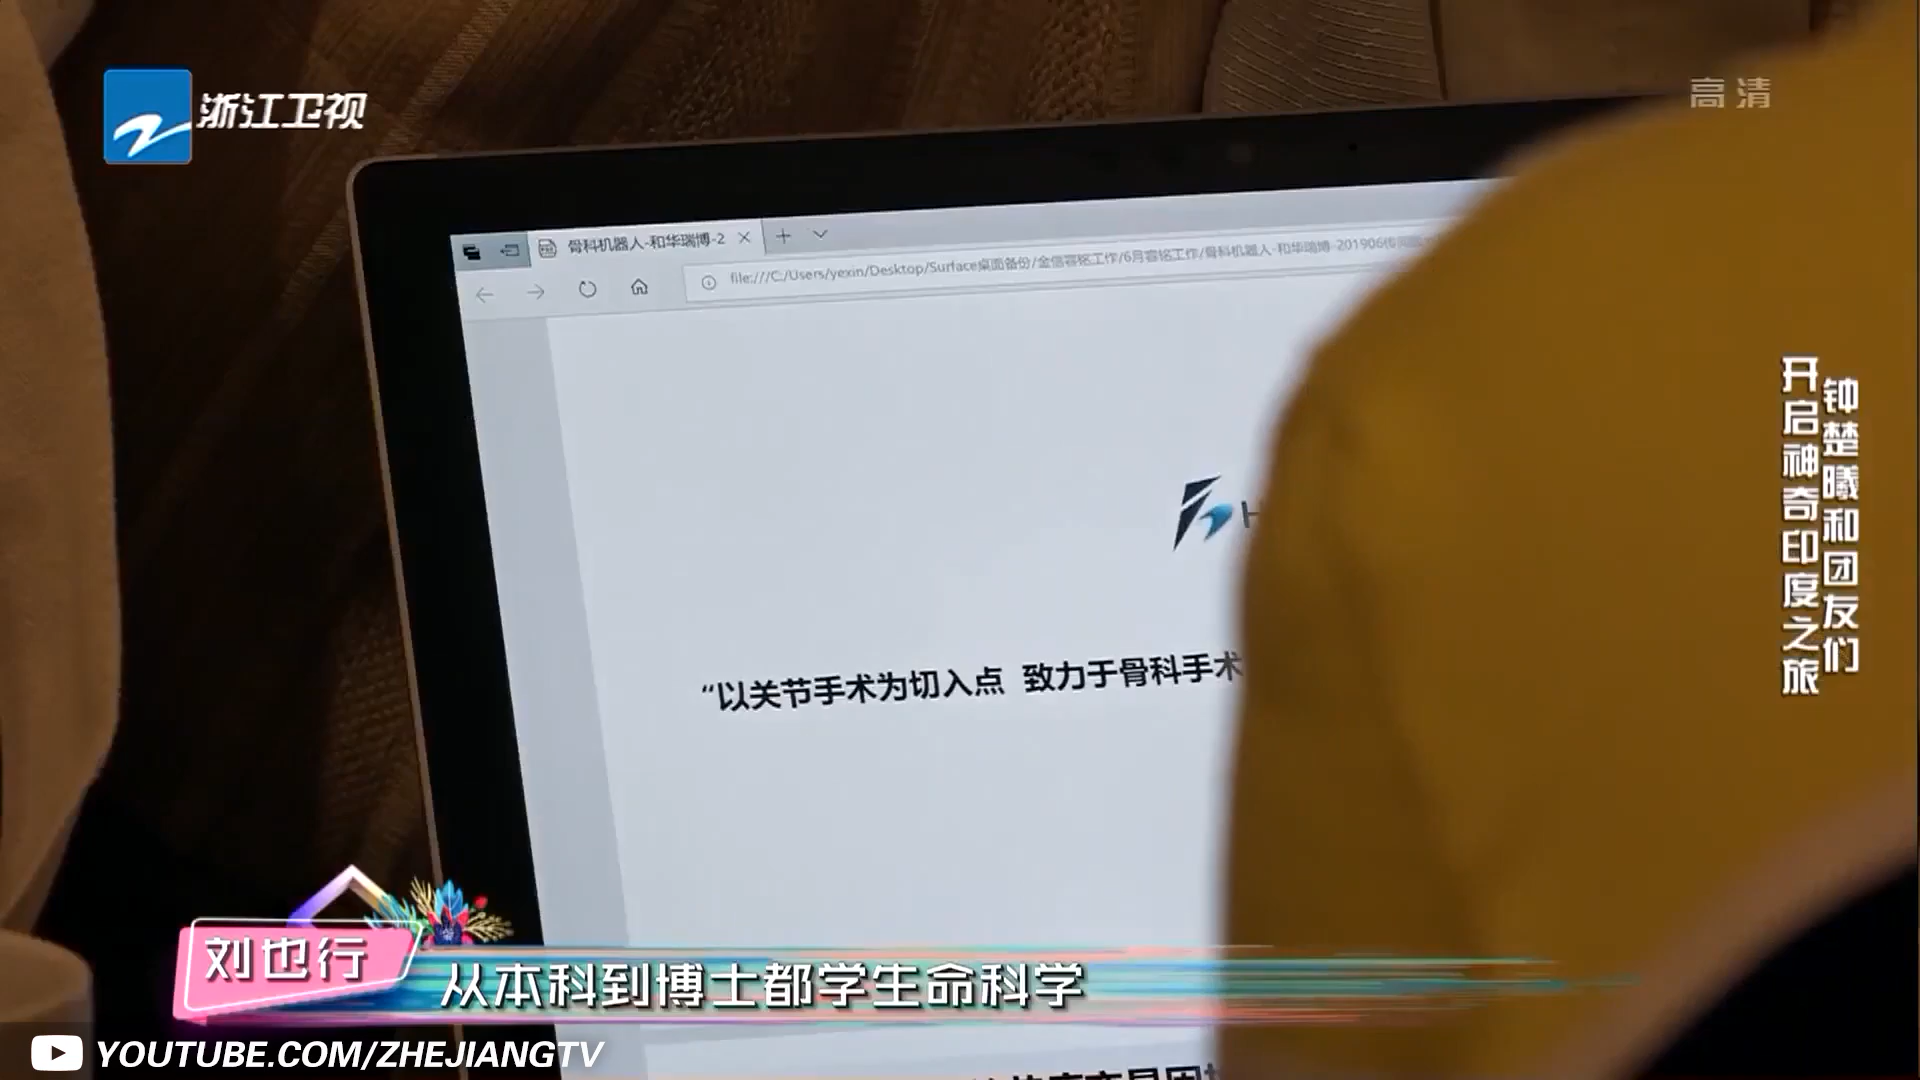 浙江卫视
高清
骨科机器人-和华瑞博-2
file:///C:/Users/yexin/Desktop/Surface桌面备份/金信容铭工作/6月容铭工作/骨科机器人-和华瑞博-201906
H
“以关节手术为切入点 致力于骨科手术
钟楚曦和团友们
开启神奇印度之旅
刘也行
从本科到博士都学生命科学
YOUTUBE.COM/ZHEJIANGTV